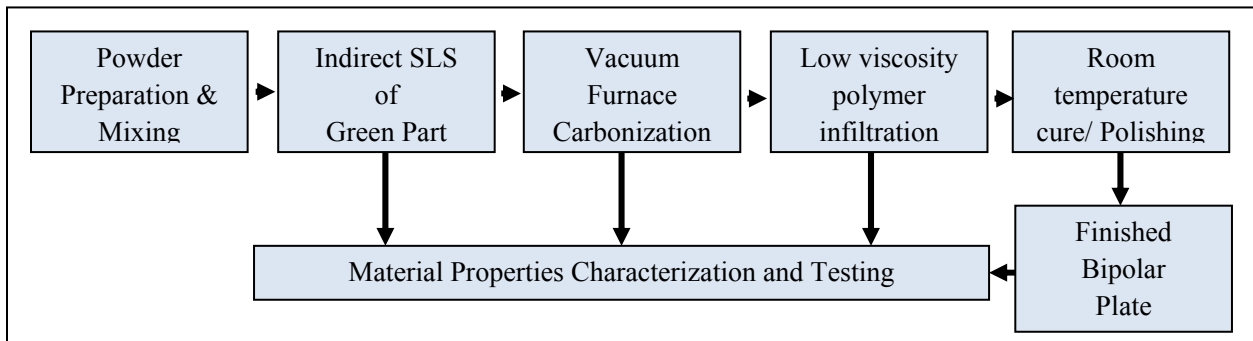 Powder
Preparation &
Mixing
Indirect SLS
of
Green Part
Vacuum
Furnace
Carbonization
Low viscosity
polymer
infiltration
Room
temperature
cure/ Polishing
Material Properties Characterization and Testing
Finished
Bipolar
Plate